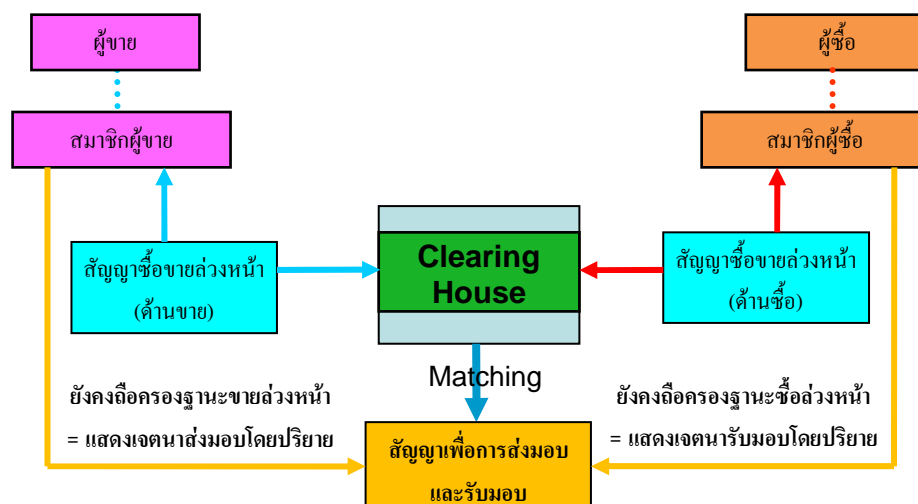 ผู้ขาย
ผู้ซื้อ
สมาชิกผู้ขาย
สมาชิกผู้ซื้อ
สัญญาซื้อขายล่วงหน้า
(ด้านขาย)
Clearing
House
สัญญาซื้อขายล่วงหน้า
(ด้านซื้อ)
Matching
ยังคงถือครองฐานะขายล่วงหน้า
= แสดงเจตนาส่งมอบโดยปริยาย
ยังคงถือครองฐานะซื้อล่วงหน้า
= แสดงเจตนารับมอบโดยปริยาย
สัญญาเพื่อการส่งมอบ
และรับมอบ